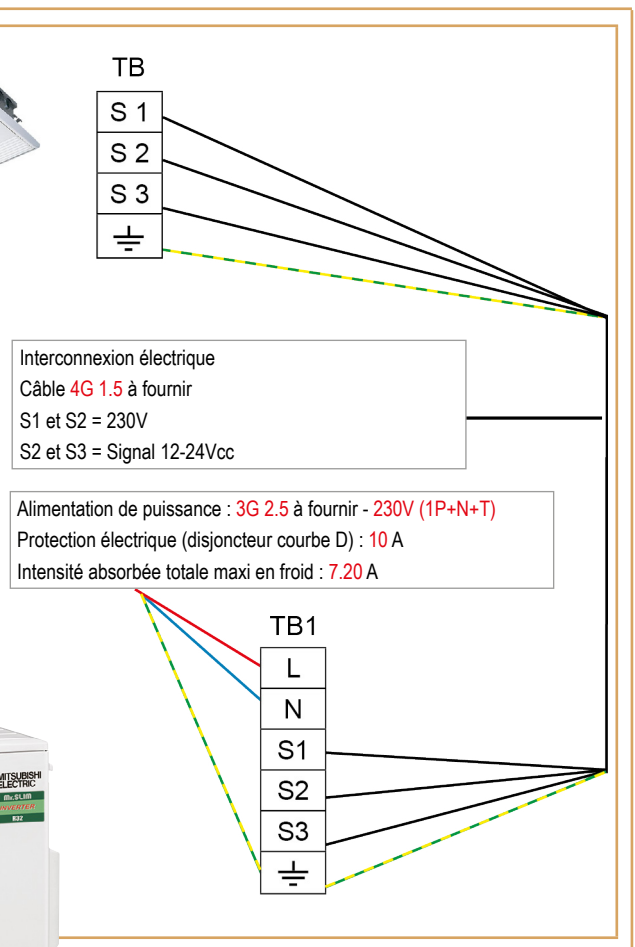 TB
S 1
S 2
S 3
Interconnexion électrique
Câble 4G 1.5 à fournir
S1 et S2 = 230V
S2 et S3 = Signal 12-24Vcc
Alimentation de puissance : 3G 2.5 à fournir - 230V (1P+N+T)
Protection électrique (disjoncteur courbe D) : 10 A
Intensité absorbée totale maxi en froid : 7.20 A
TB1
L
N
S1
S2
S3
MITSUBISHI
ELECTRIC
Mr.SLIM
INVERTER
R32